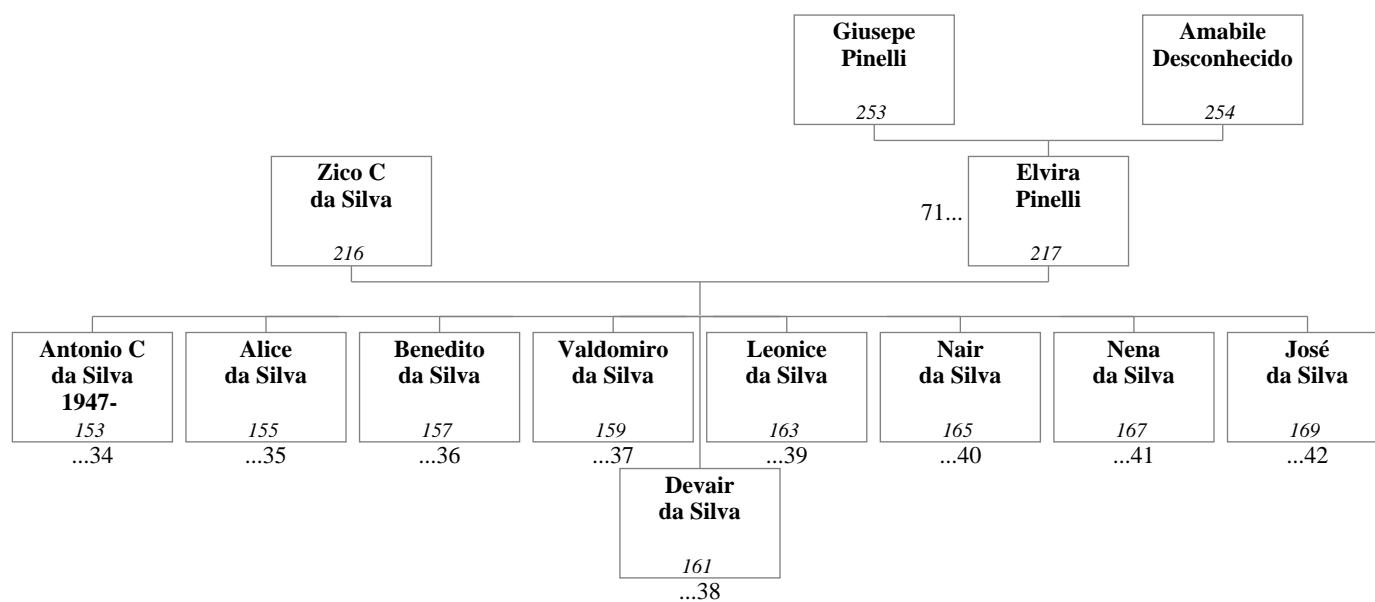 Giusepe
Pinelli
253
Amabile
Desconhecido
254
Zico C
da Silva
216
71...
Elvira
Pinelli
217
Antonio C
da Silva
1947-
153
...34
Alice
da Silva
155
...35
Benedito
da Silva
157
...36
Valdomiro
da Silva
159
...37
Leonice
da Silva
163
...39
Nair
da Silva
165
...40
Nena
da Silva
167
...41
José
da Silva
169
...42
Devair
da Silva
161
...38